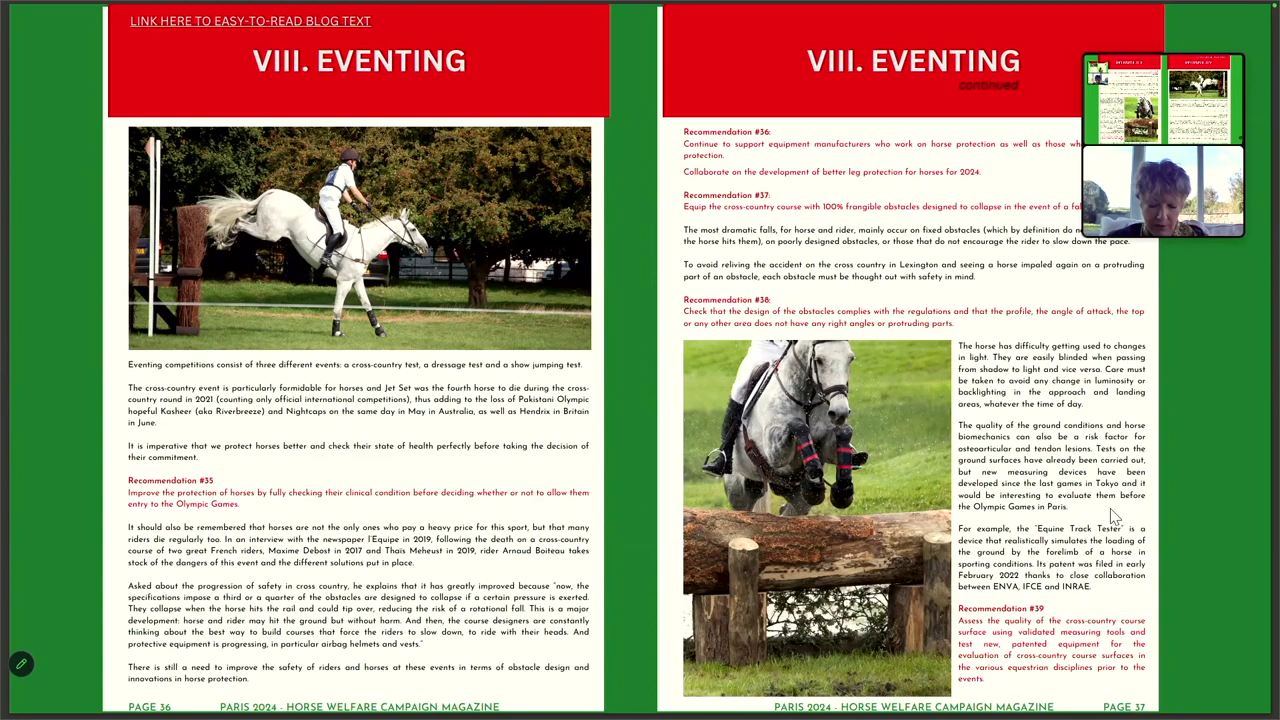 LINK HERE TO EASY-TO-READ BLOG TEXT
VIII. EVENTING
Eventing competitions consist of three different events: a cross-country test, a dressage test and a show jumping test.
The cross-country event is particularly formidable for horses and Jet Set was the fourth horse to die during the cross-
country round in 2021 (counting only official international competitions), thus adding to the loss of Pakistani Olympic
hopeful Kasheer (aka Riverbreeze) and Nightcaps on the same day in May in Australia, as well as Hendrix in Britain
in June.
It is imperative that we protect horses better and check their state of health perfectly before taking the decision of
their commitment.
Recommendation #35
Improve the protection of horses by fully checking their clinical condition before deciding whether or not to allow them
entry to the Olympic Games.
It should also be remembered that horses are not the only ones who pay a heavy price for this sport, but that many
riders die regularly too. In an interview with the newspaper l'Equipe in 2019, following the death on a cross-country
course of two great French riders, Maxime Debost in 2017 and Thaïs Meheust in 2019, rider Arnaud Boiteau takes
stock of the dangers of this event and the different solutions put in place.
Asked about the progression of safety in cross country, he explains that it has greatly improved because “now, the
specifications impose a third or a quarter of the obstacles are designed to collapse if a certain pressure is exerted.
They collapse when the horse hits the rail and could tip over, reducing the risk of a rotational fall. This is a major
development: horse and rider may hit the ground but without harm. And then, the course designers are constantly
thinking about the best way to build courses that force the riders to slow down, to ride with their heads. And
protective equipment is progressing, in particular airbag helmets and vests.”
There is still a need to improve the safety of riders and horses at these events in terms of obstacle design and
innovations in horse protection.
PAGE 36 PARIS 2024 - HORSE WELFARE CAMPAIGN MAGAZINE
VIII. EVENTING
continued
Recommendation #36:
Continue to support equipment manufacturers who work on horse protection as well as those
protection.
Collaborate on the development of better leg protection for horses for 2024.
Recommendation #37:
Equip the cross-country course with 100% frangible obstacles designed to collapse in the event of a
The most dramatic falls, for horse and rider, mainly occur on fixed obstacles (which by definition do
the horse hits them), on poorly designed obstacles, or those that do not encourage the rider to slow down the pace.
To avoid reliving the accident on the cross country in Lexington and seeing a horse impaled again on a protruding
part of an obstacle, each obstacle must be thought out with safety in mind.
Recommendation #38:
Check that the design of the obstacles complies with the regulations and that the profile, the angle of attack, the top
or any other area does not have any right angles or protruding parts.
The horse has difficulty getting used to changes
in light. They are easily blinded when passing
from shadow to light and vice versa. Care must
be taken to avoid any change in luminosity or
backlighting in the approach and landing
areas, whatever the time of day.
The quality of the ground conditions and horse
biomechanics can also be a risk factor for
osteoarticular and tendon lesions. Tests on the
ground surfaces have already been carried out,
but new measuring devices have been
developed since the last games in Tokyo and it
would be interesting to evaluate them before
the Olympic Games in Paris.
For example, the “Equine Track Tester” is a
device that realistically simulates the loading of
the ground by the forelimb of a horse in
sporting conditions. Its patent was filed in early
February 2022 thanks to close collaboration
between ENVA, IFCE and INRAE.
Recommendation #39
Assess the quality of the cross-country course
surface using validated measuring tools and
test new, patented equipment for the
evaluation of cross-country course surfaces in
the various equestrian disciplines prior to the
events.
PARIS 2024 - HORSE WELFARE CAMPAIGN MAGAZINE PAGE 37